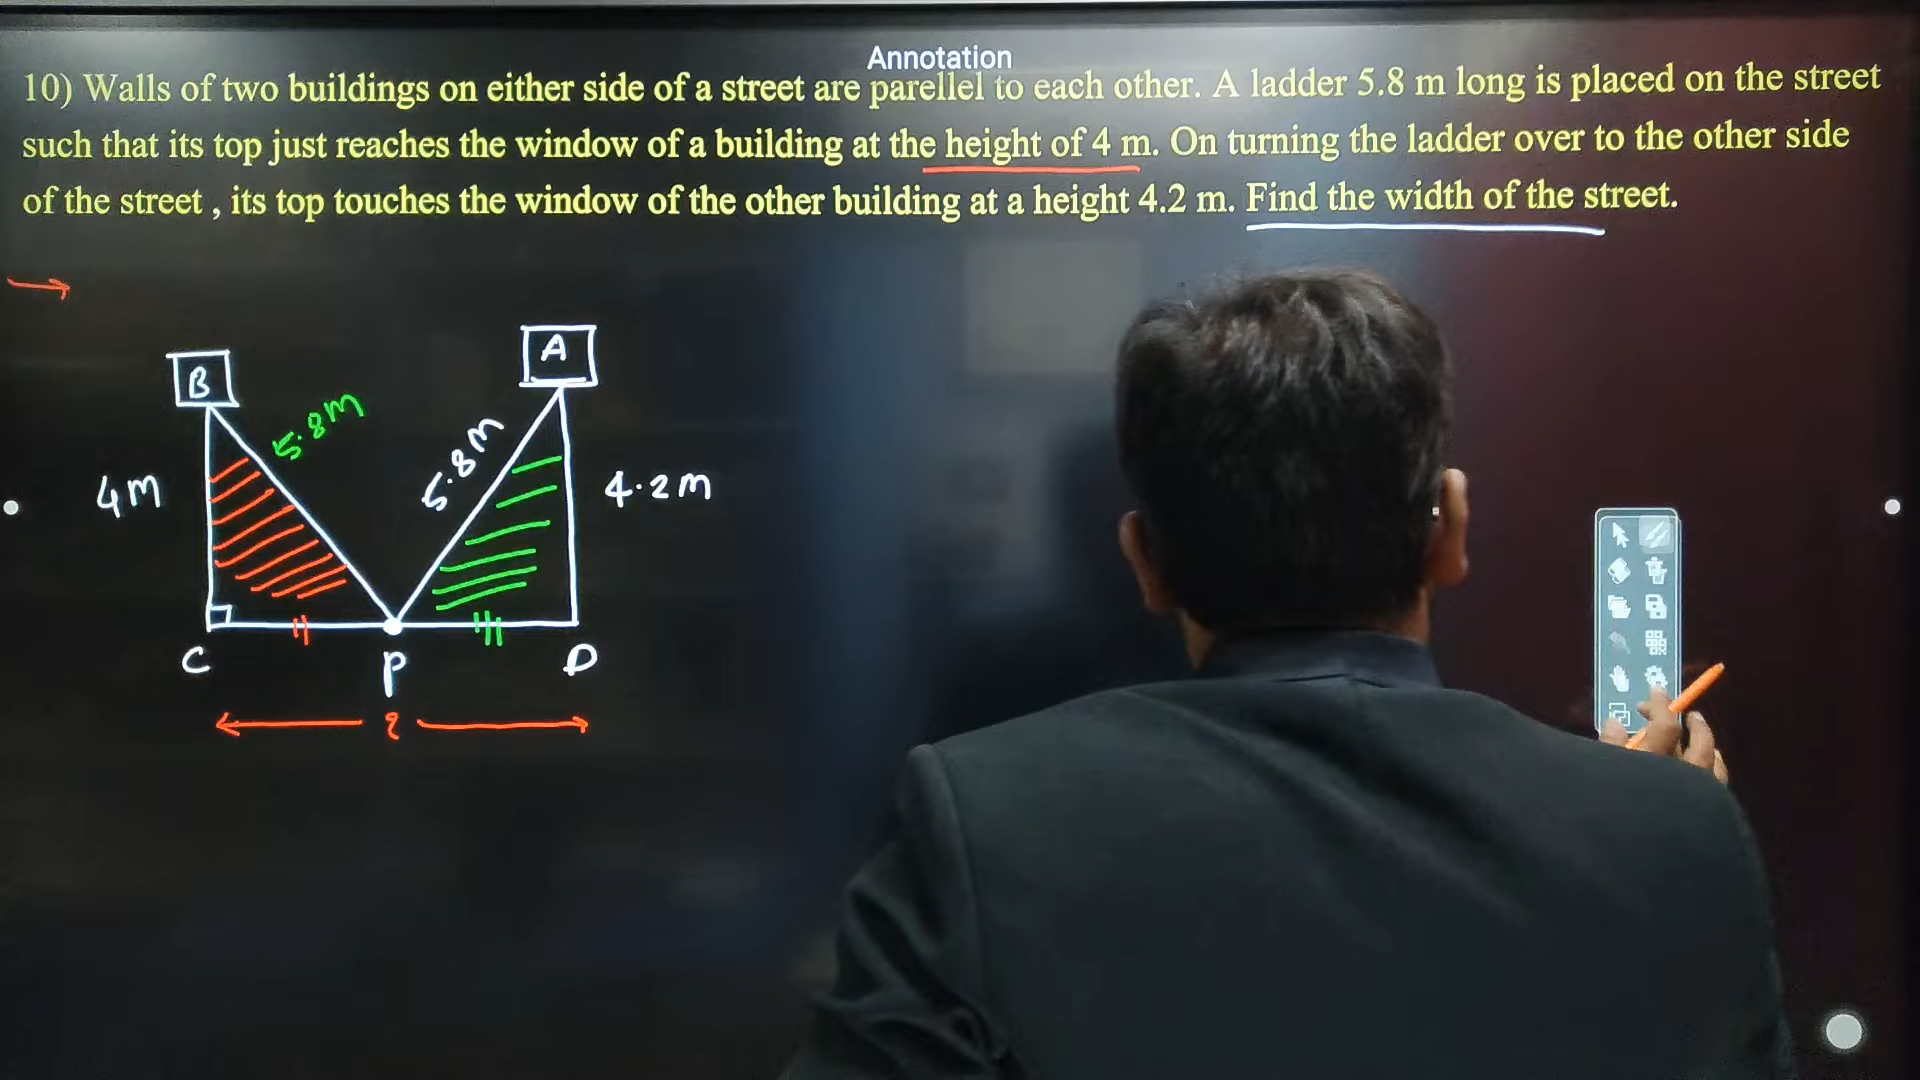 Annotation
10) Walls of two buildings on either side of a street are parellel to each other. A ladder 5.8 m long is placed on the street
such that its top just reaches the window of a building at the height of 4 m. On turning the ladder over to the other side
of the street , its top touches the window of the other building at a height 4.2 m. Find the width of the street.
B
A
5.8m
5.8m
4m
4.2m
C
P
D
?